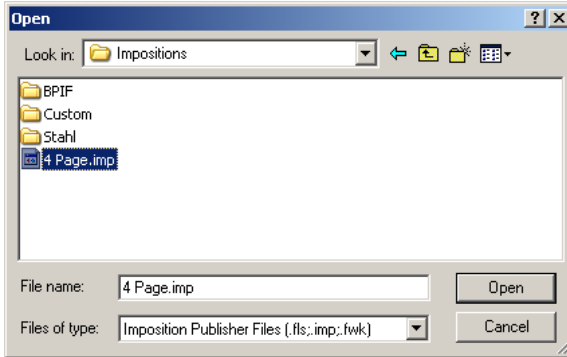 Open
Look in: Impositions
BPIF
Custom
Stahl
4 Page.imp
File name: 4 Page.imp Open
Files of type: Imposition Publisher Files (.fls;.imp;.fwk) Cancel